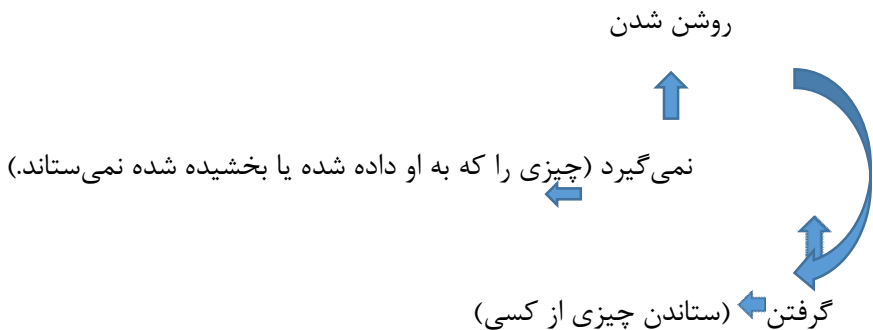 روشن شدن
نمی‌گیرد (چیزی را که به او داده شده یا بخشیده شده نمی‌ستاند.)
گرفتن (ستاندن چیزی از کسی)